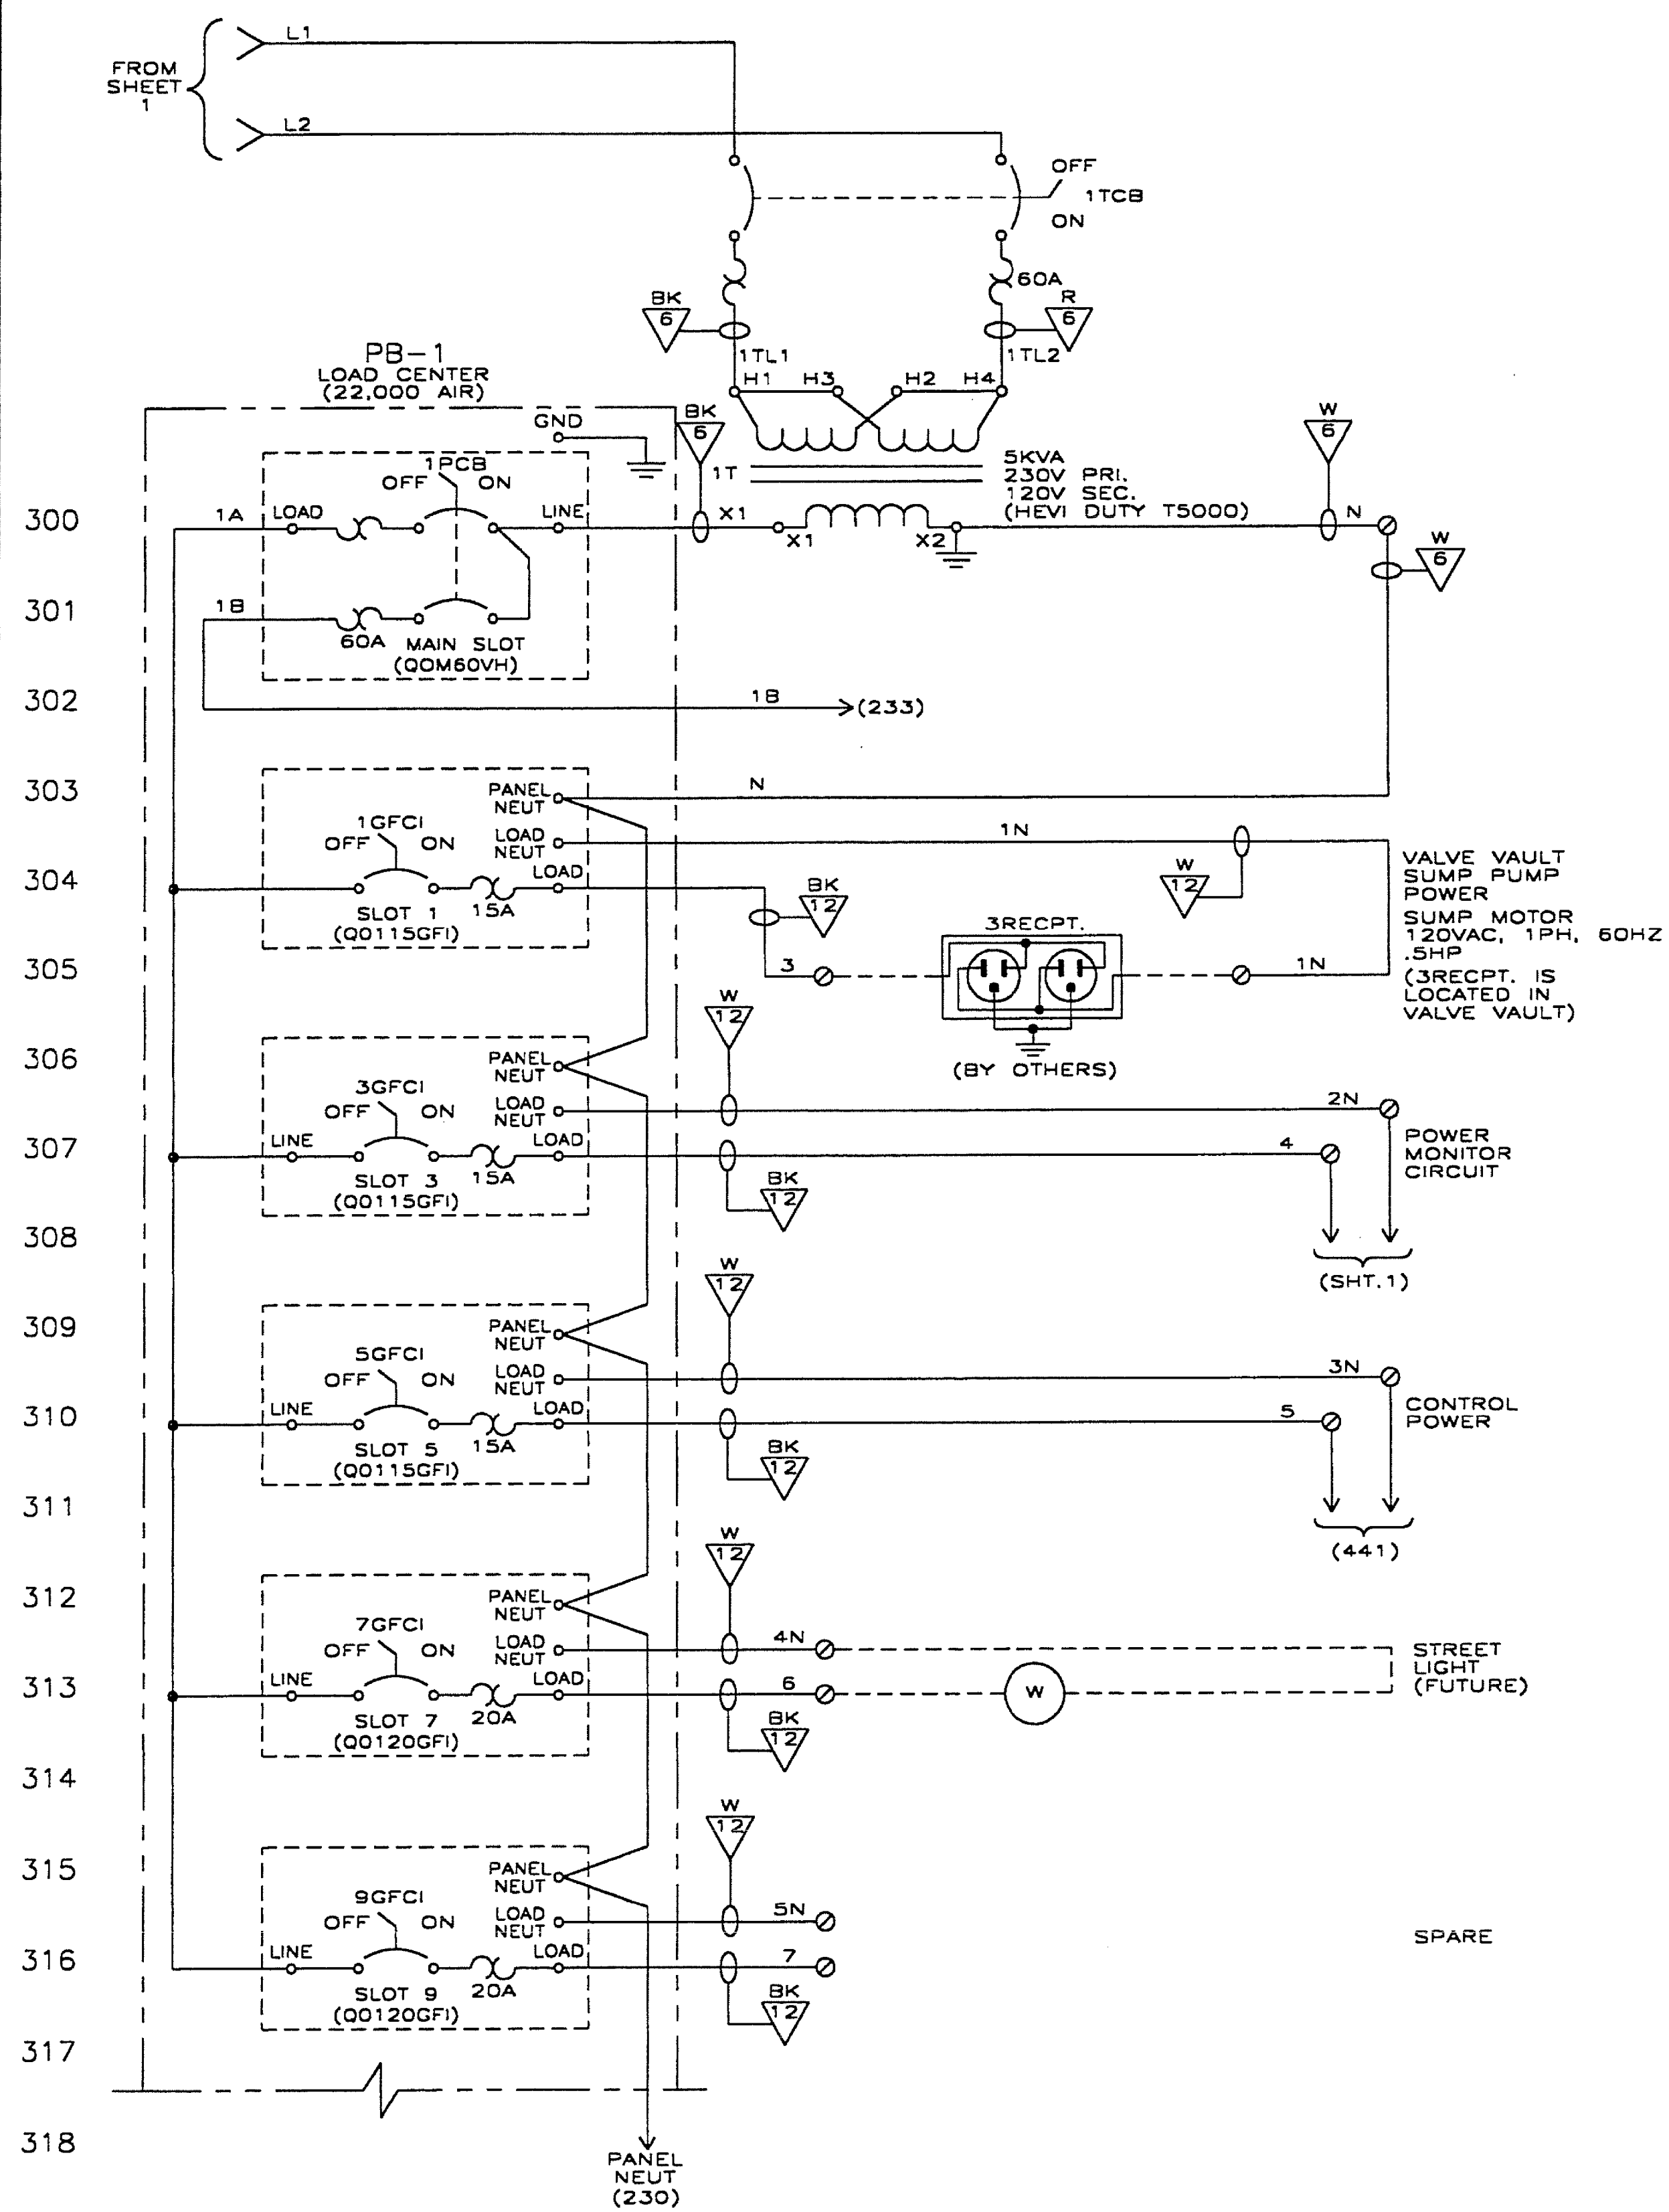 L1
FROM
SHEET
1
L2
OFF
1TCB
ON
60A
BK
6
R
6
1TL1
1TL2
H1 H3 H2 H4
PB-1
LOAD CENTER
(22,000 AIR)
GND
BK
6
W
6
1T
5KVA
230V PRI.
120V SEC.
(HEVI DUTY T5000)
1PCB
OFF ON
300
1A LOAD LINE
X1
X1 X2
N
W
6
301
1B
60A
MAIN SLOT
(QOM60VH)
302
1B
(233)
303
PANEL
NEUT
N
1GFCI
OFF ON
LOAD
NEUT
1N
304
LOAD
SLOT 1
15A
(QO115GFI)
BK
12
W
12
VALVE VAULT
SUMP PUMP
POWER
SUMP MOTOR
120VAC, 1PH, 60HZ
.5HP
(3RECPT. IS
LOCATED IN
VALVE VAULT)
3RECPT.
305
3
1N
W
12
(BY OTHERS)
306
PANEL
NEUT
3GFCI
OFF ON
LOAD
NEUT
2N
307
LINE
LOAD
4
SLOT 3
15A
(QO115GFI)
BK
12
POWER
MONITOR
CIRCUIT
308
(SHT.1)
W
12
309
PANEL
NEUT
5GFCI
OFF ON
LOAD
NEUT
3N
310
LINE
LOAD
5
SLOT 5
15A
(QO115GFI)
BK
12
CONTROL
POWER
311
(441)
W
12
312
PANEL
NEUT
7GFCI
OFF ON
LOAD
NEUT
4N
313
LINE
LOAD
6
W
SLOT 7
20A
(QO120GFI)
BK
12
STREET
LIGHT
(FUTURE)
314
W
12
315
PANEL
NEUT
9GFCI
OFF ON
LOAD
NEUT
5N
SPARE
316
LINE
LOAD
7
SLOT 9
20A
(QO120GFI)
BK
12
317
318
PANEL
NEUT
(230)